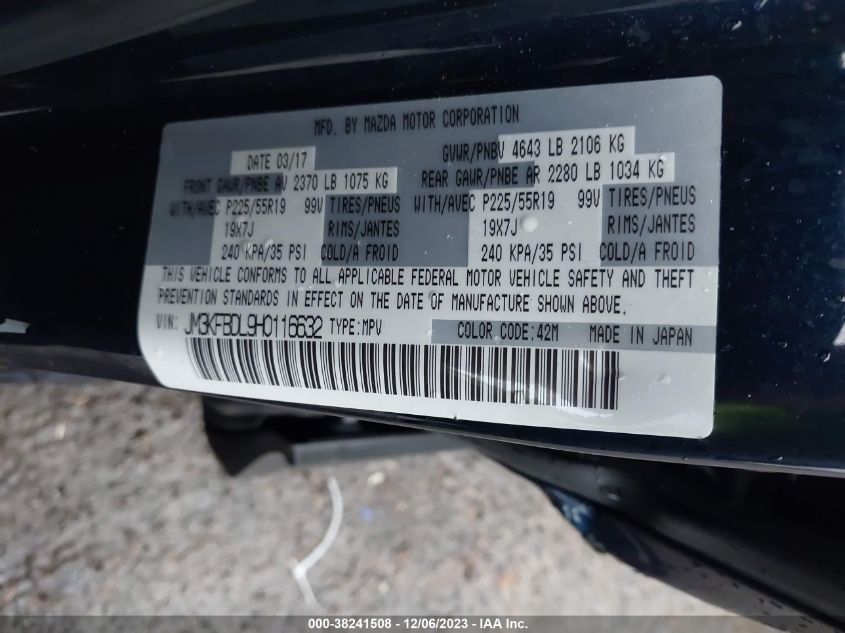 MFD. BY MAZDA MOTOR CORPORATION
DATE 03/17 GVWR/PNBV 4643 LB 2106 KG
FRONT GAWR/PNBE AV 2370 LB 1075 KG REAR GAWR/PNBE AR 2280 LB 1034 KG
WITH/AVEC P225/55R19 99V TIRES/PNEUS WITH/AVEC P225/55R19 99V TIRES/PNEUS
19X7J RIMS/JANTES 19X7J RIMS/JANTES
240 KPA/35 PSI COLD/A FROID 240 KPA/35 PSI COLD/A FROID
THIS VEHICLE CONFORMS TO ALL APPLICABLE FEDERAL MOTOR VEHICLE SAFETY AND THEFT
PREVENTION STANDARDS IN EFFECT ON THE DATE OF MANUFACTURE SHOWN ABOVE.
VIN: JM3KFBDL9H0116632 TYPE:MPV COLOR CODE:42M MADE IN JAPAN
000-38241508 - 12/06/2023 - IAA Inc.